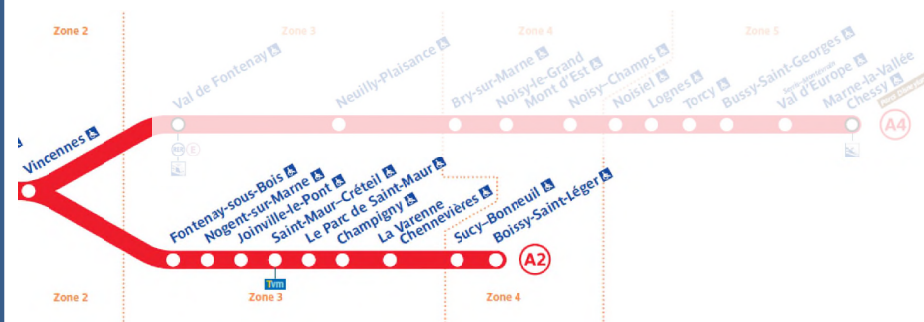 Zone 2
Zone 3
Zone 4
Zone 5
Val de Fontenay
Neuilly-Plaisance
Bry-sur-Marne
Noisy-le-Grand
Mont d'Est
Noisy-Champs
Noisiel
Lognes
Torcy
Bussy-Saint-Georges
Val d'Europe
Marne-la-Vallée
Chessy
A4
Vincennes
Fontenay-sous-Bois
Nogent-sur-Marne
Joinville-le-Pont
Saint-Maur–Créteil
Le Parc de Saint-Maur
Champigny
La Varenne
Chennevières
Sucy–Bonneuil
Boissy-Saint-Léger
A2
Tvm
Zone 2
Zone 3
Zone 4